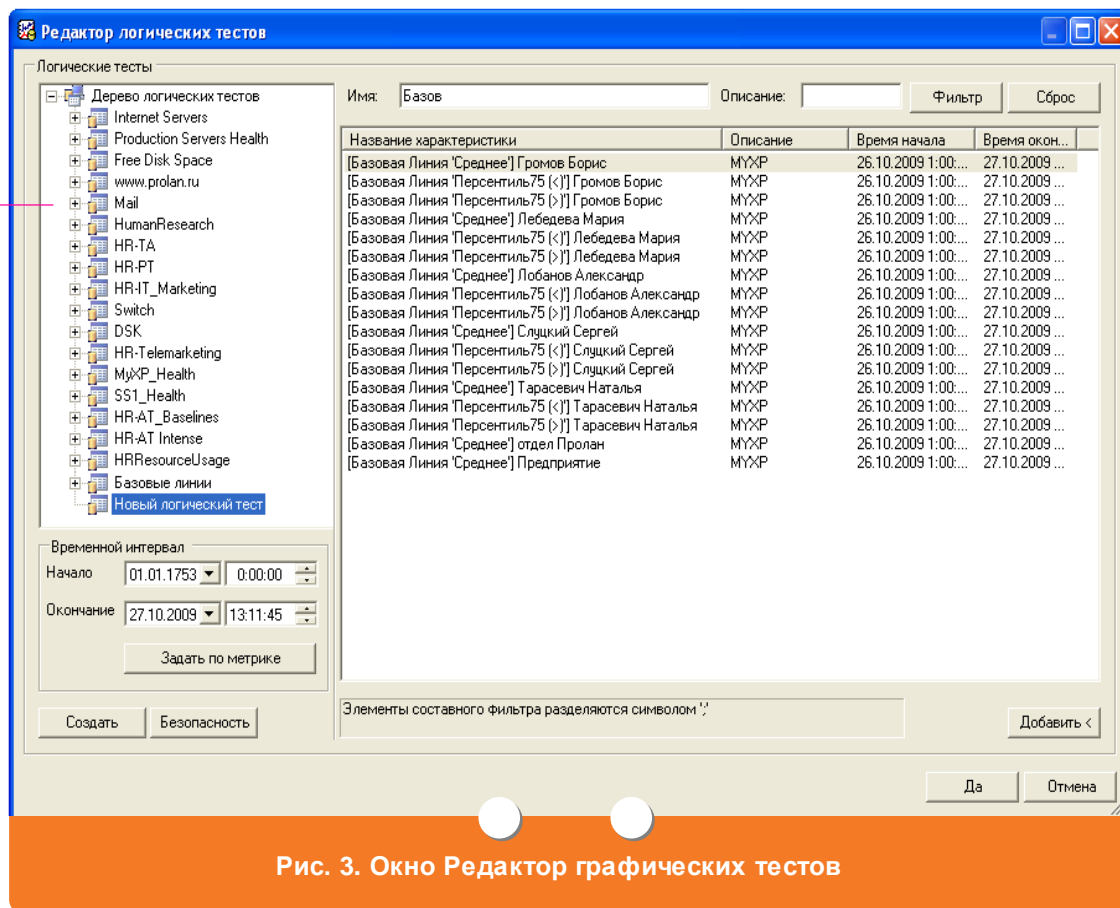 Редактор логических тестов
Логические тесты
Дерево логических тестов
Internet Servers
Production Servers Health
Free Disk Space
www.prolan.ru
Mail
HumanResearch
HR-TA
HR-PT
HR-IT_Marketing
Switch
DSK
HR-Telemarketing
MyXP_Health
SS1_Health
HR-AT_Baselines
HR-AT Intense
HRResourceUsage
Базовые линии
Новый логический тест
Временной интервал
Начало 01.01.1753 0:00:00
Окончание 27.10.2009 13:11:45
Задать по метрике
Создать Безопасность
Имя: Базов Описание: Фильтр Сброс
Название характеристики Описание Время начала Время окон...
[Базовая Линия 'Среднее'] Громов Борис MYXP 26.10.2009 1:00:... 27.10.2009 ...
[Базовая Линия 'Персентиль75 (<)'] Громов Борис MYXP 26.10.2009 1:00:... 27.10.2009 ...
[Базовая Линия 'Персентиль75 (>)'] Громов Борис MYXP 26.10.2009 1:00:... 27.10.2009 ...
[Базовая Линия 'Среднее'] Лебедева Мария MYXP 26.10.2009 1:00:... 27.10.2009 ...
[Базовая Линия 'Персентиль75 (<)'] Лебедева Мария MYXP 26.10.2009 1:00:... 27.10.2009 ...
[Базовая Линия 'Персентиль75 (>)'] Лебедева Мария MYXP 26.10.2009 1:00:... 27.10.2009 ...
[Базовая Линия 'Среднее'] Лобанов Александр MYXP 26.10.2009 1:00:... 27.10.2009 ...
[Базовая Линия 'Персентиль75 (<)'] Лобанов Александр MYXP 26.10.2009 1:00:... 27.10.2009 ...
[Базовая Линия 'Персентиль75 (>)'] Лобанов Александр MYXP 26.10.2009 1:00:... 27.10.2009 ...
[Базовая Линия 'Среднее'] Слуцкий Сергей MYXP 26.10.2009 1:00:... 27.10.2009 ...
[Базовая Линия 'Персентиль75 (<)'] Слуцкий Сергей MYXP 26.10.2009 1:00:... 27.10.2009 ...
[Базовая Линия 'Персентиль75 (>)'] Слуцкий Сергей MYXP 26.10.2009 1:00:... 27.10.2009 ...
[Базовая Линия 'Среднее'] Тарасевич Наталья MYXP 26.10.2009 1:00:... 27.10.2009 ...
[Базовая Линия 'Персентиль75 (<)'] Тарасевич Наталья MYXP 26.10.2009 1:00:... 27.10.2009 ...
[Базовая Линия 'Персентиль75 (>)'] Тарасевич Наталья MYXP 26.10.2009 1:00:... 27.10.2009 ...
[Базовая Линия 'Среднее'] отдел Пролан MYXP 26.10.2009 1:00:... 27.10.2009 ...
[Базовая Линия 'Среднее'] Предприятие MYXP 26.10.2009 1:00:... 27.10.2009 ...
Элементы составного фильтра разделяются символом ';'
Добавить <
Да Отмена
Рис. 3. Окно Редактор графических тестов